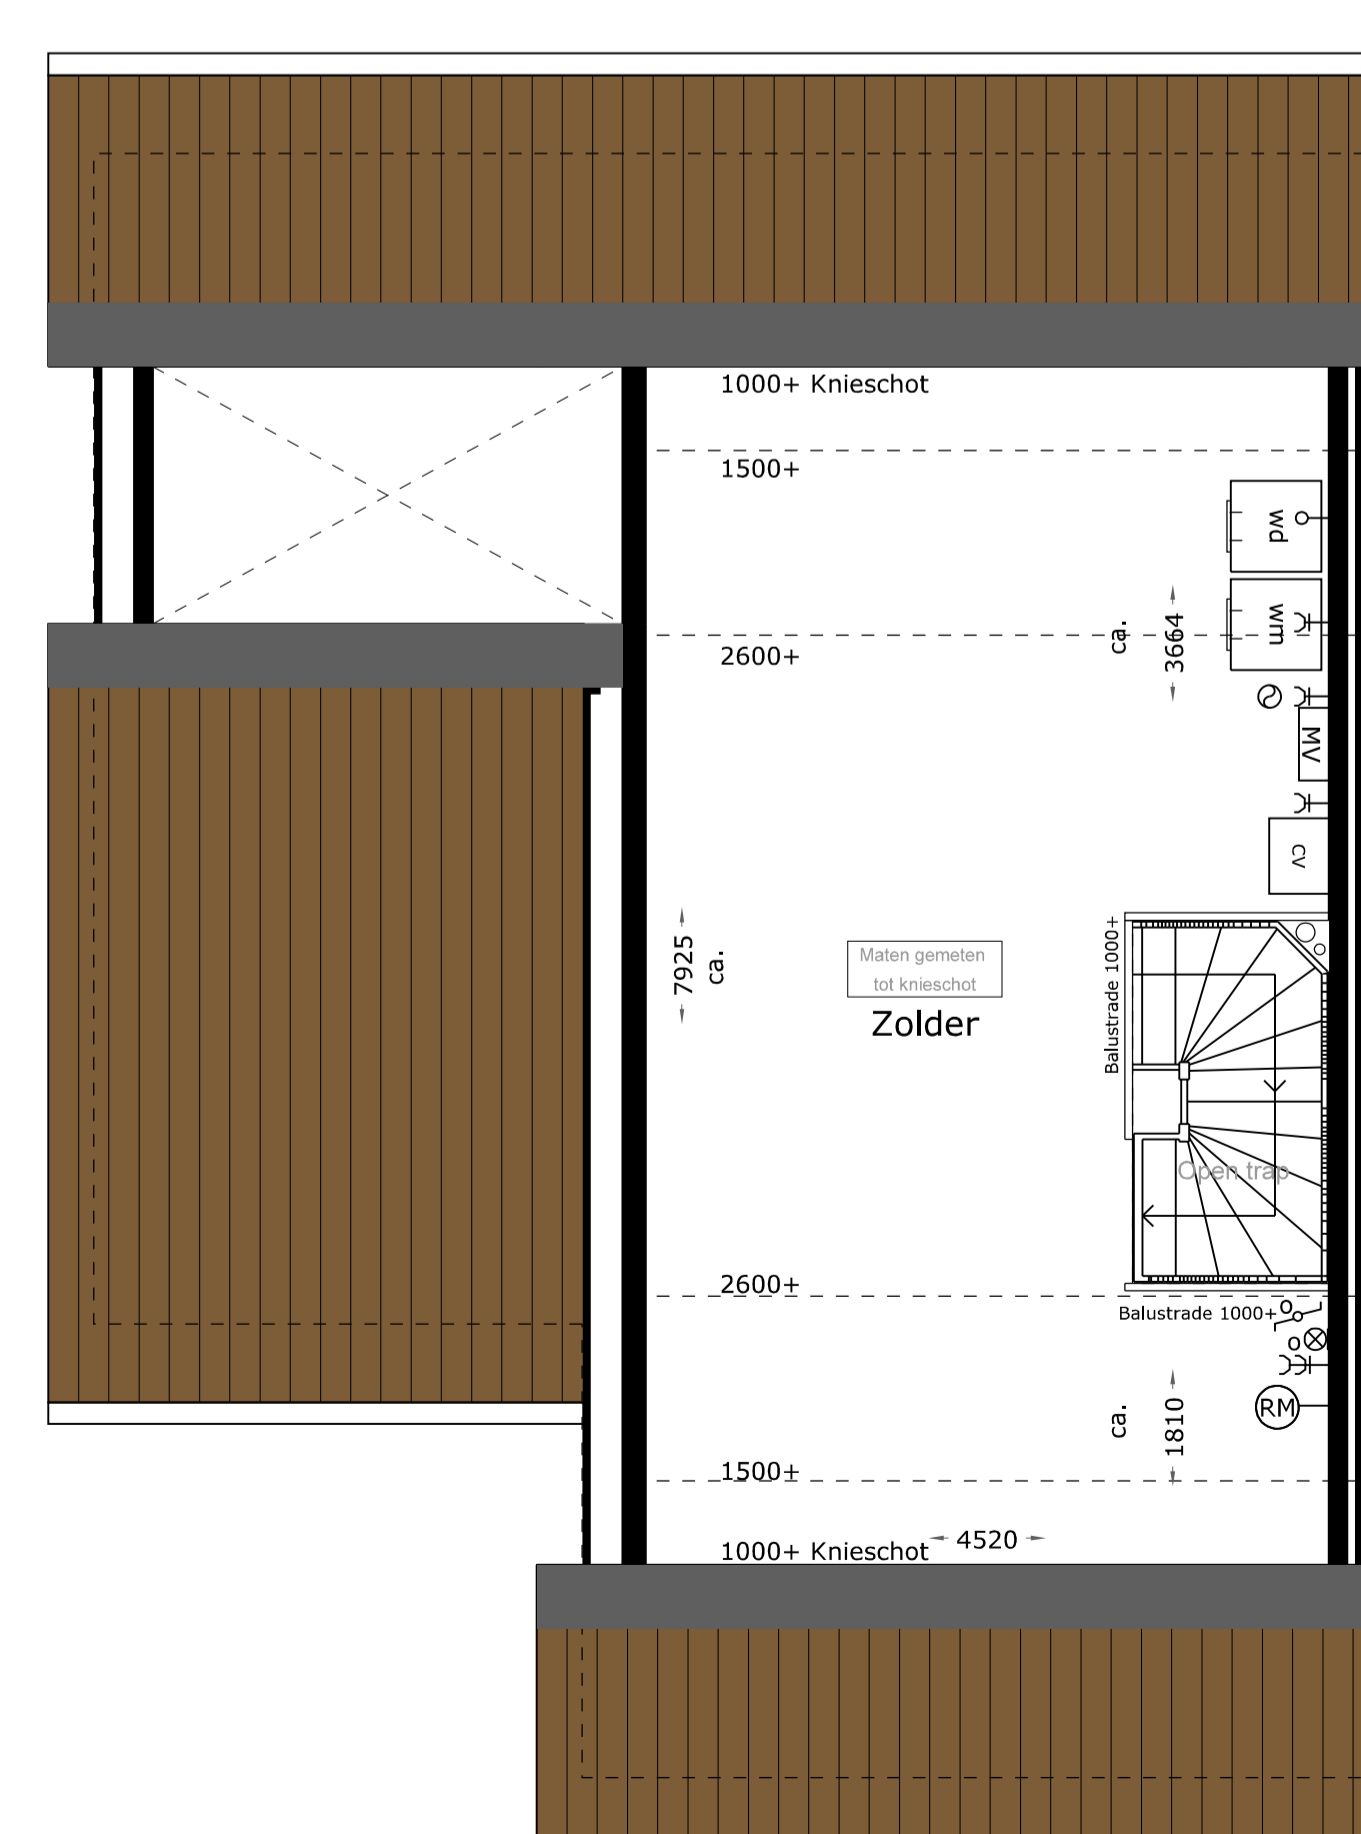 1000+ Knieschot
1500+
wd
wm
ca.
3664
2600+
MV
cv
7925
ca.
Maten gemeten
tot knieschot
Zolder
Balustrade 1000+
Open trap
2600+
Balustrade 1000+
RM
ca.
1810
1500+
4520
1000+ Knieschot